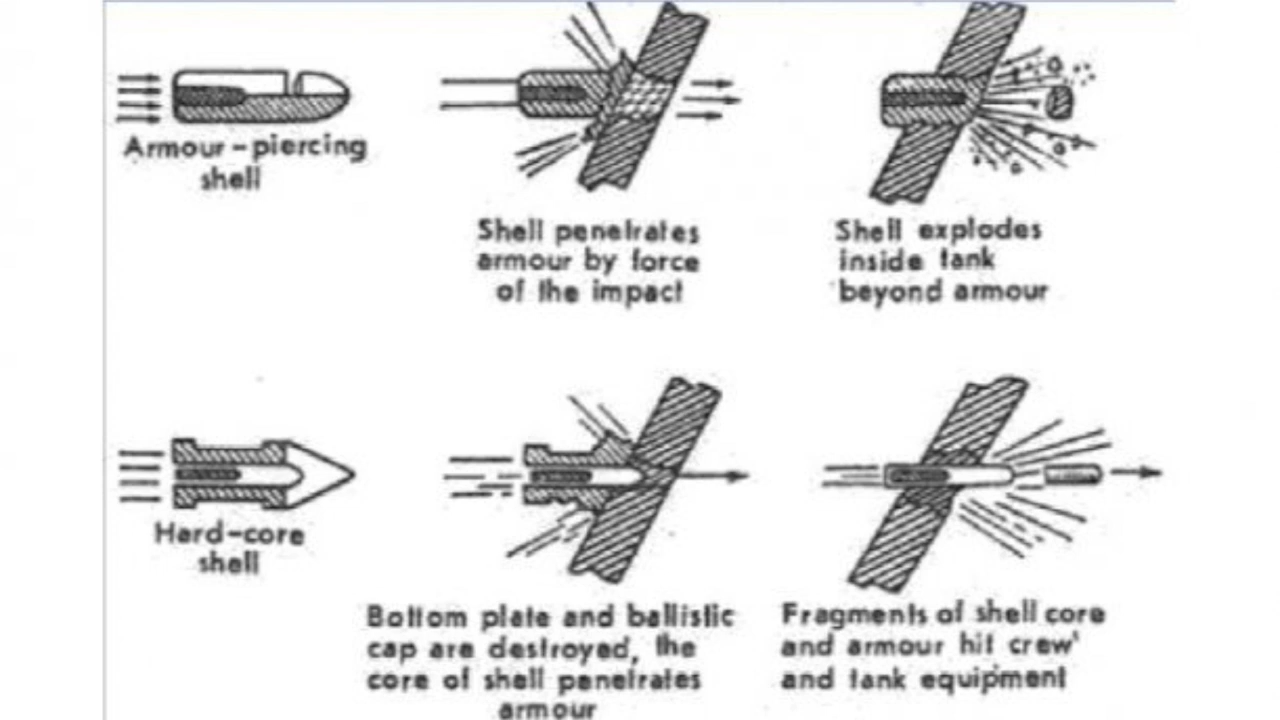 Armour-piercing
shell
Shell penetrates
armour by force
of the impact
Shell explodes
inside tank
beyond armour
Hard-core
shell
Bottom plate and ballistic
cap are destroyed, the
core of shell penetrates
armour
Fragments of shell core
and armour hit crew'
and tank equipment